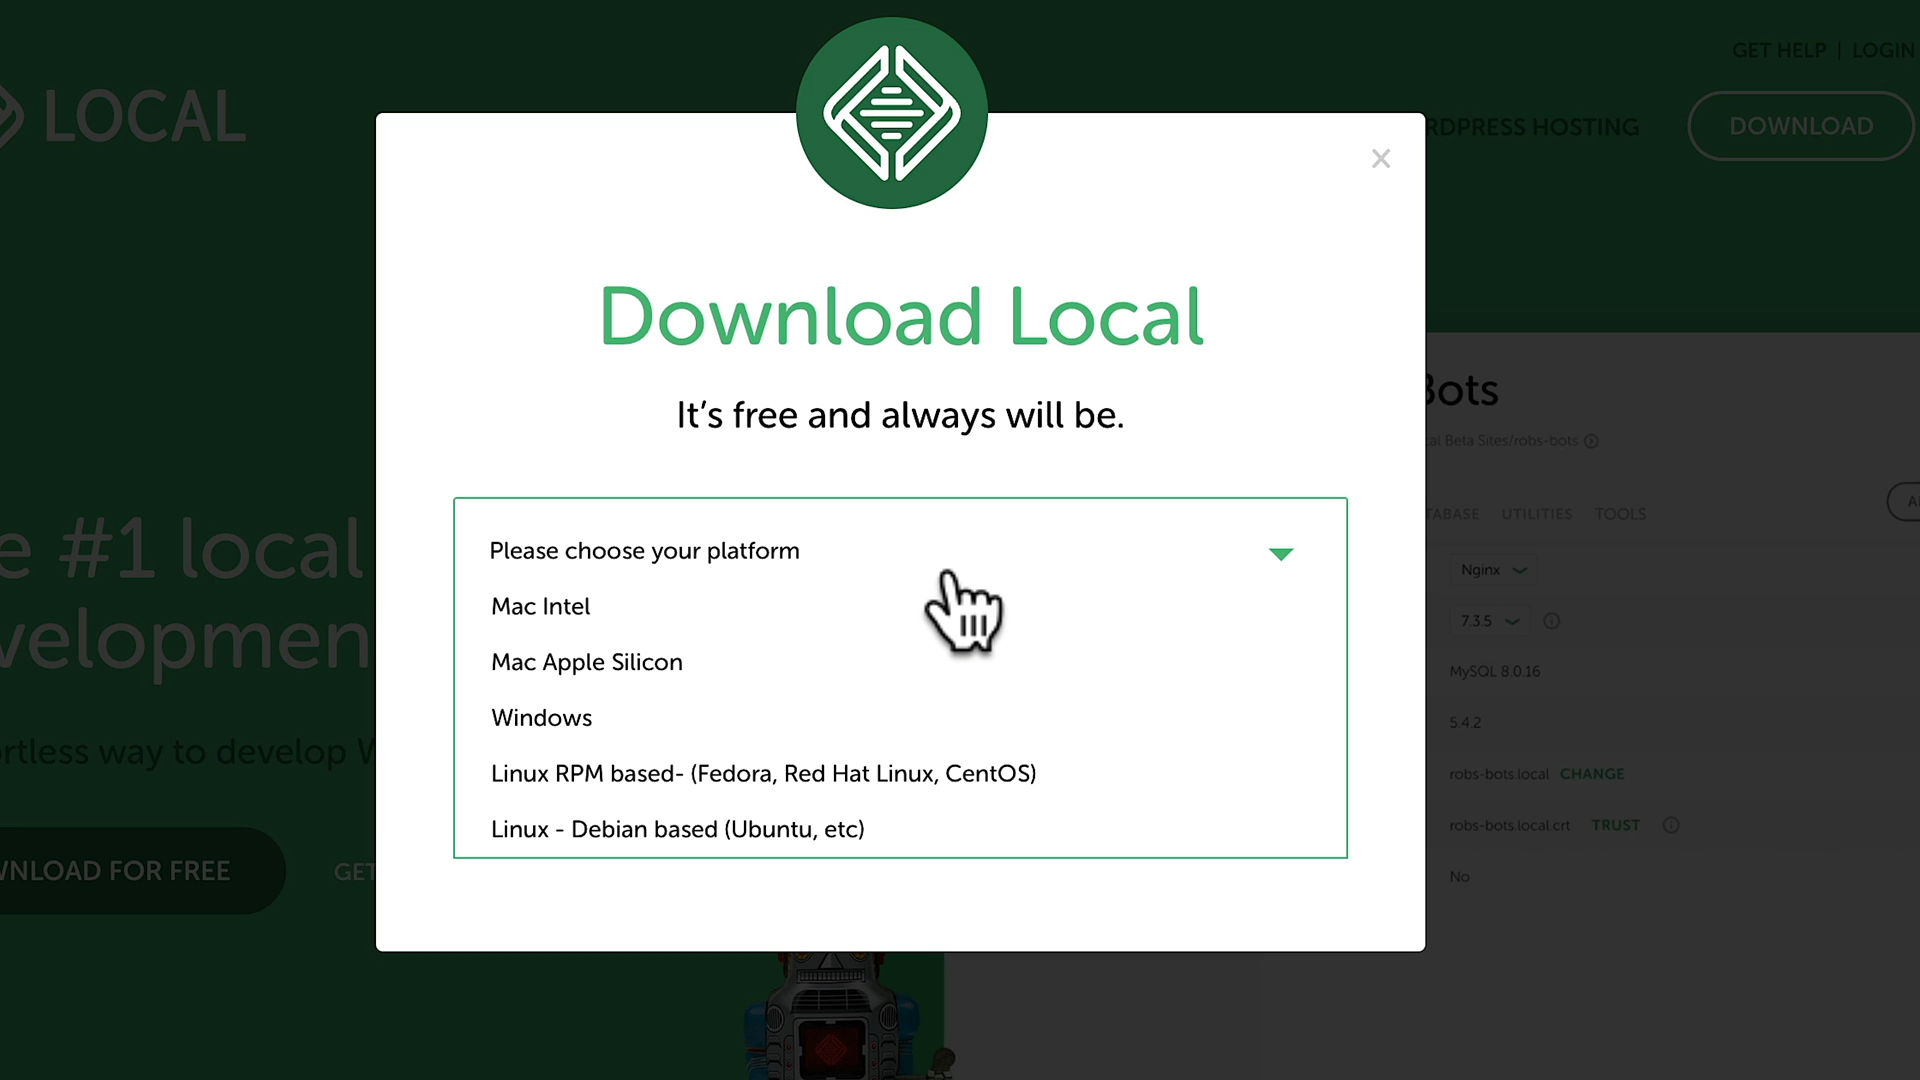 GET HELP | LOGIN
LOCAL
RDPRESS HOSTING
DOWNLOAD
×
Download Local
It's free and always will be.
Please choose your platform
Mac Intel
Mac Apple Silicon
Windows
Linux RPM based- (Fedora, Red Hat Linux, CentOS)
Linux - Debian based (Ubuntu, etc)
e #1 local
velopmen
rtless way to develop W
WNLOAD FOR FREE
GET
Bots
cal Beta Sites/robs-bots
TABASE UTILITIES TOOLS
Nginx
7.3.5
MySQL 8.0.16
5.4.2
robs-bots.local CHANGE
robs-bots.local.crt TRUST
No